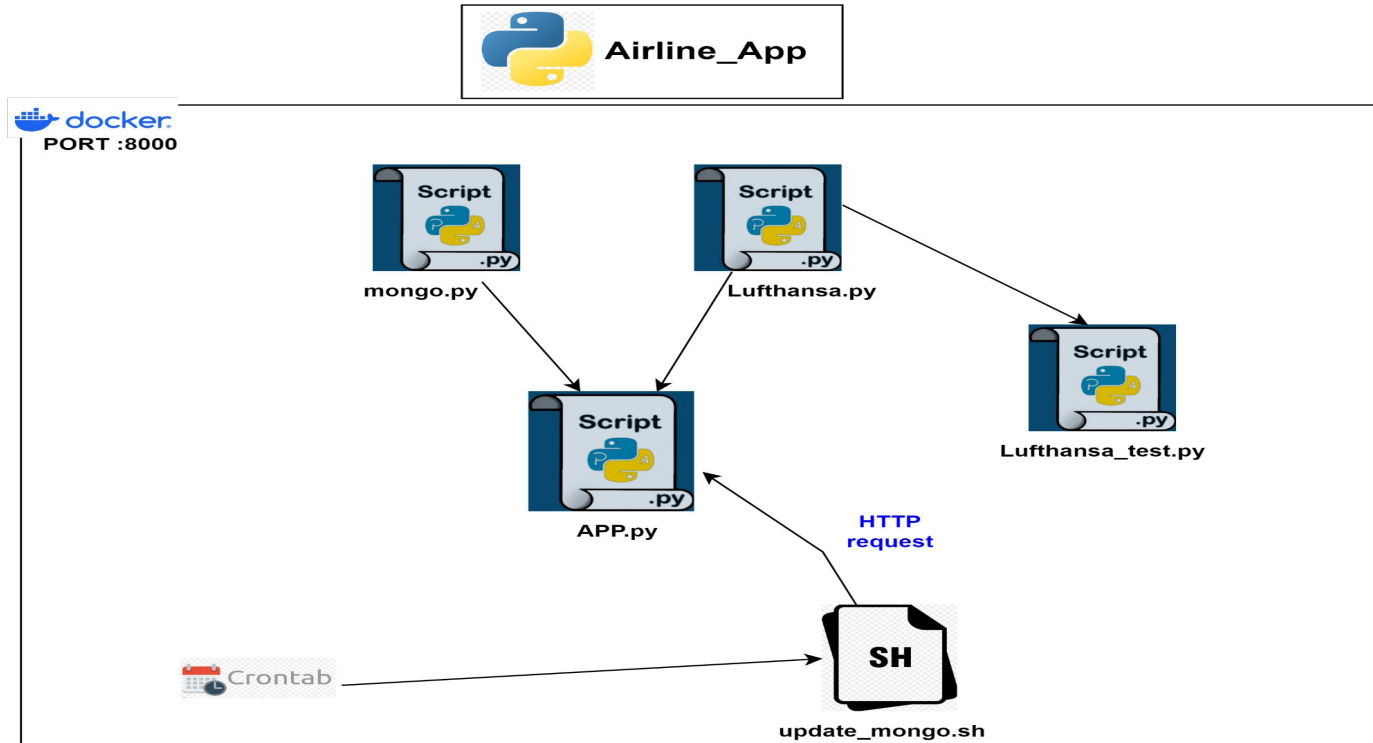 Airline_App
docker
PORT :8000
Script
.py
mongo.py
Script
.py
Lufthansa.py
Script
.py
Lufthansa_test.py
Script
.py
APP.py
HTTP
request
Crontab
SH
update_mongo.sh